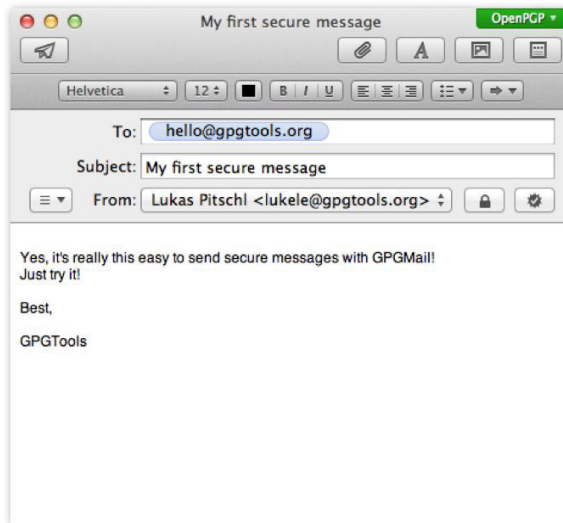 My first secure message
OpenPGP
A
Helvetica
12
B I U
To: hello@gpgtools.org
Subject: My first secure message
From: Lukas Pitschl <lukele@gpgtools.org>
Yes, it's really this easy to send secure messages with GPGMail!
Just try it!
Best,
GPGTools